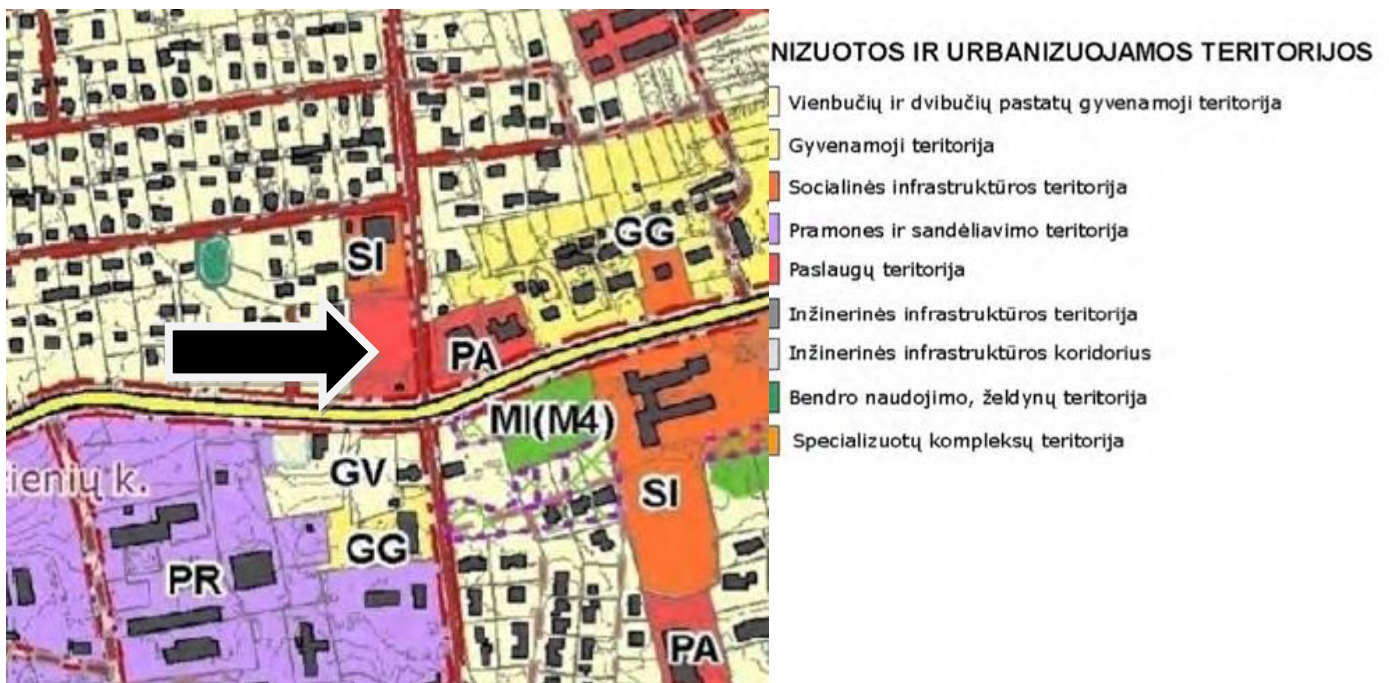 GG
SI
PA
MI(M4)
GV
ienių k.
SI
GG
PR
PA
NIZUOTOS IR URBANIZUOJAMOS TERITORIJOS
Vienbučių ir dvibučių pastatų gyvenamoji teritorija
Gyvenamoji teritorija
Socialinės infrastruktūros teritorija
Pramones ir sandėliavimo teritorija
Paslaugų teritorija
Inžinerinės infrastruktūros teritorija
Inžinerinės infrastruktūros koridorius
Bendro naudojimo, želdynų teritorija
Specializuotų kompleksų teritorija